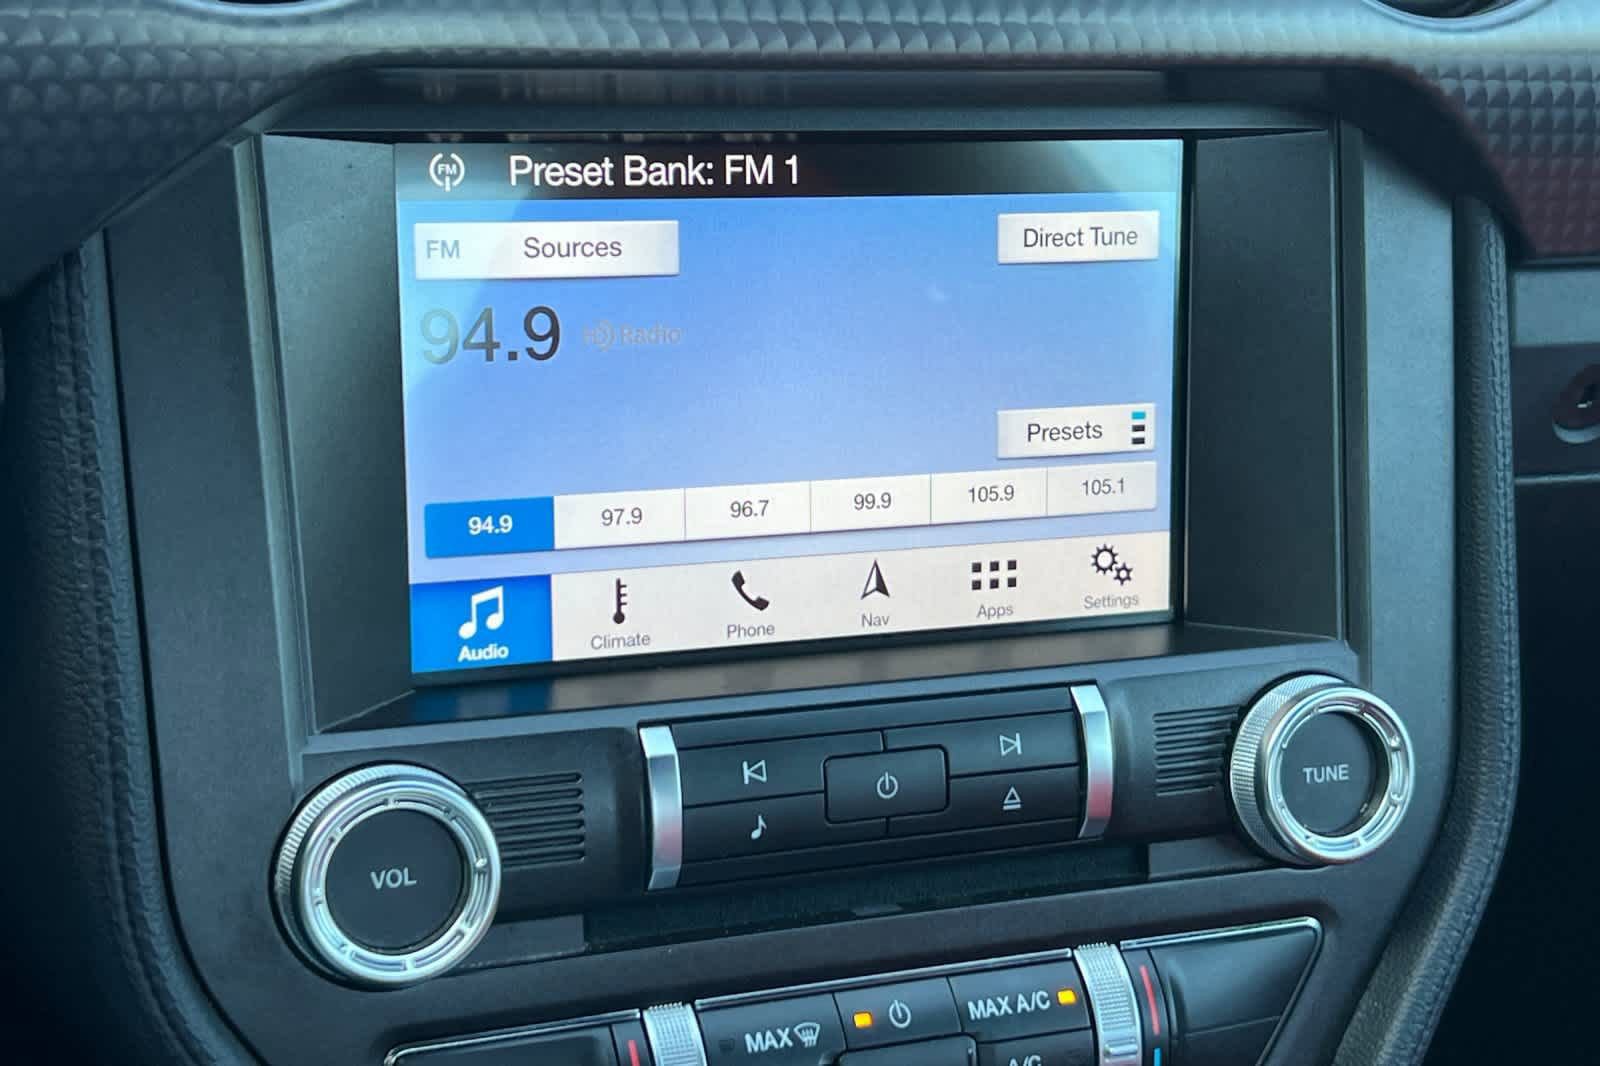 FM
Preset Bank: FM 1
FM Sources
Direct Tune
94.9 HD Radio
Presets
94.9 97.9 96.7 99.9 105.9 105.1
Audio Climate Phone Nav Apps Settings
VOL
TUNE
MAX
MAX A/C
A/C